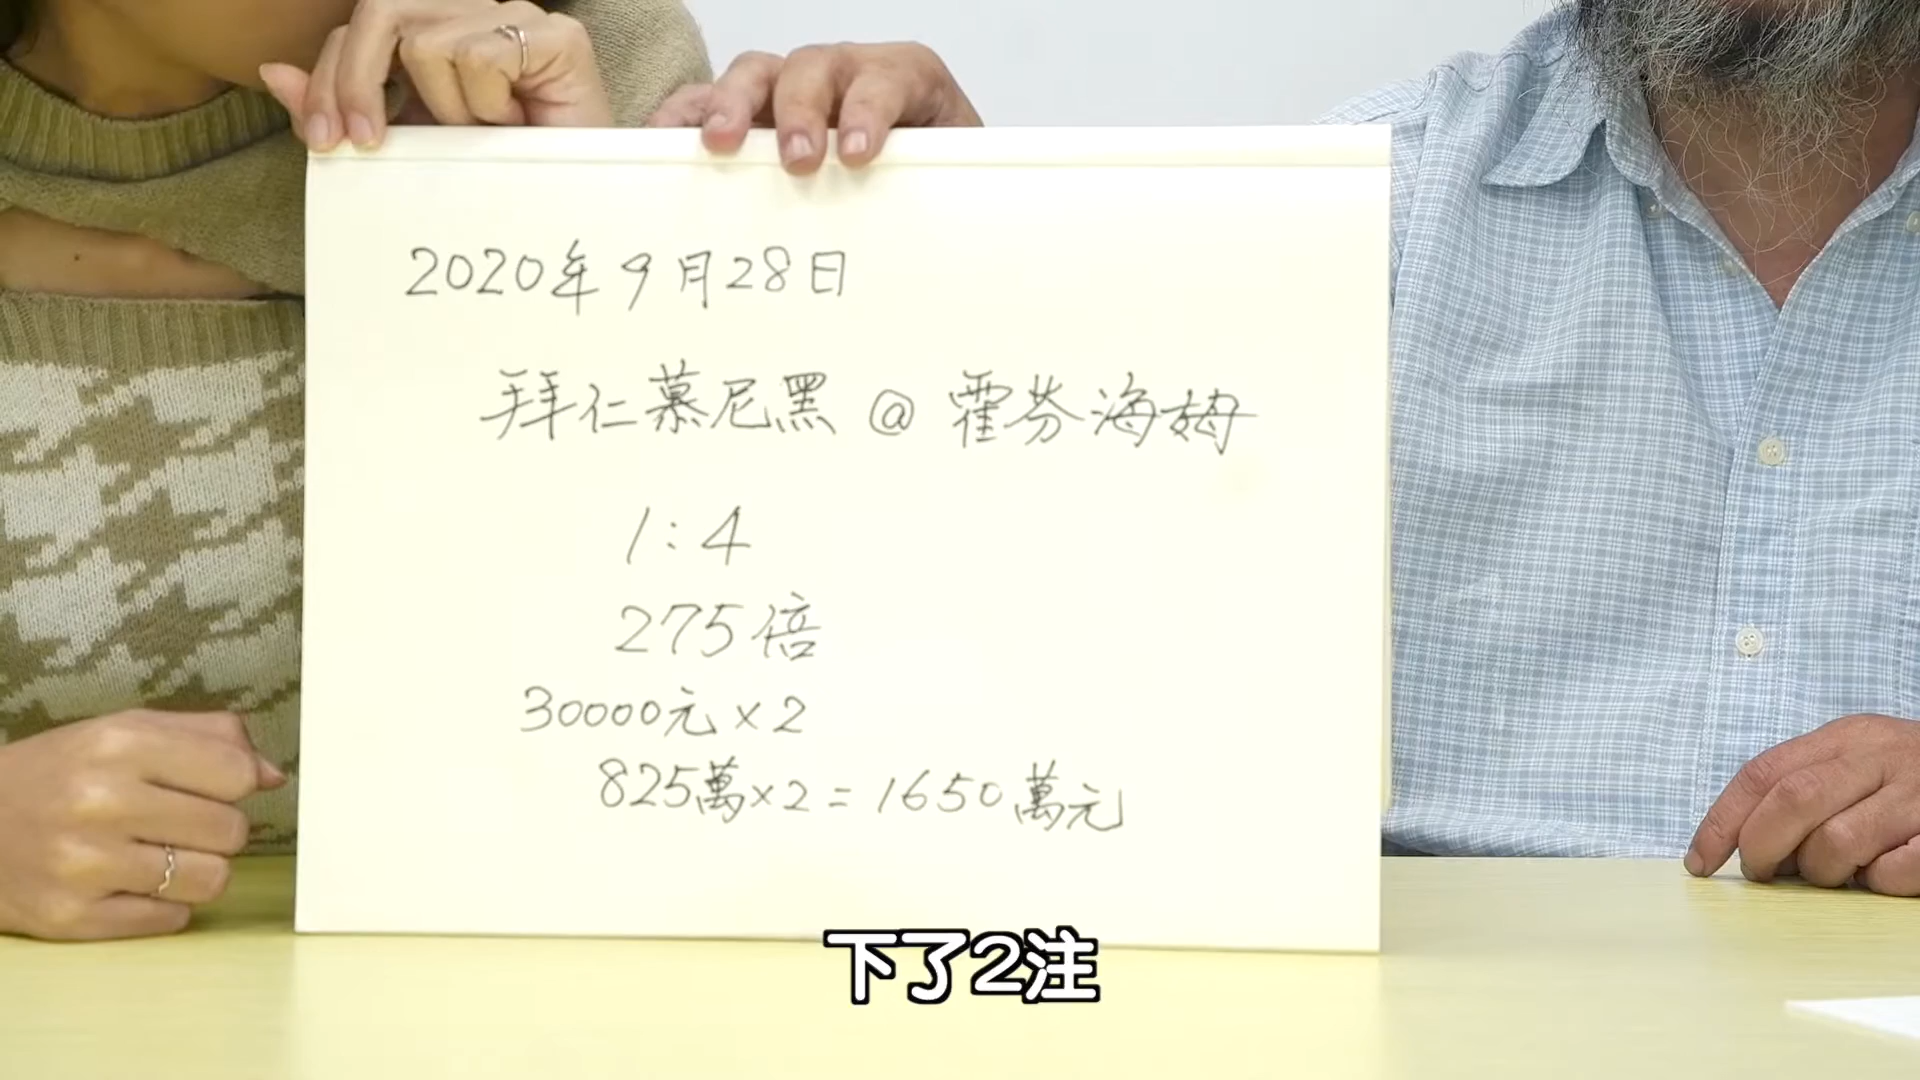 2020年9月28日
拜仁慕尼黑@霍芬海姆
1:4
275倍
30000元×2
825萬×2=1650萬元
下了2注